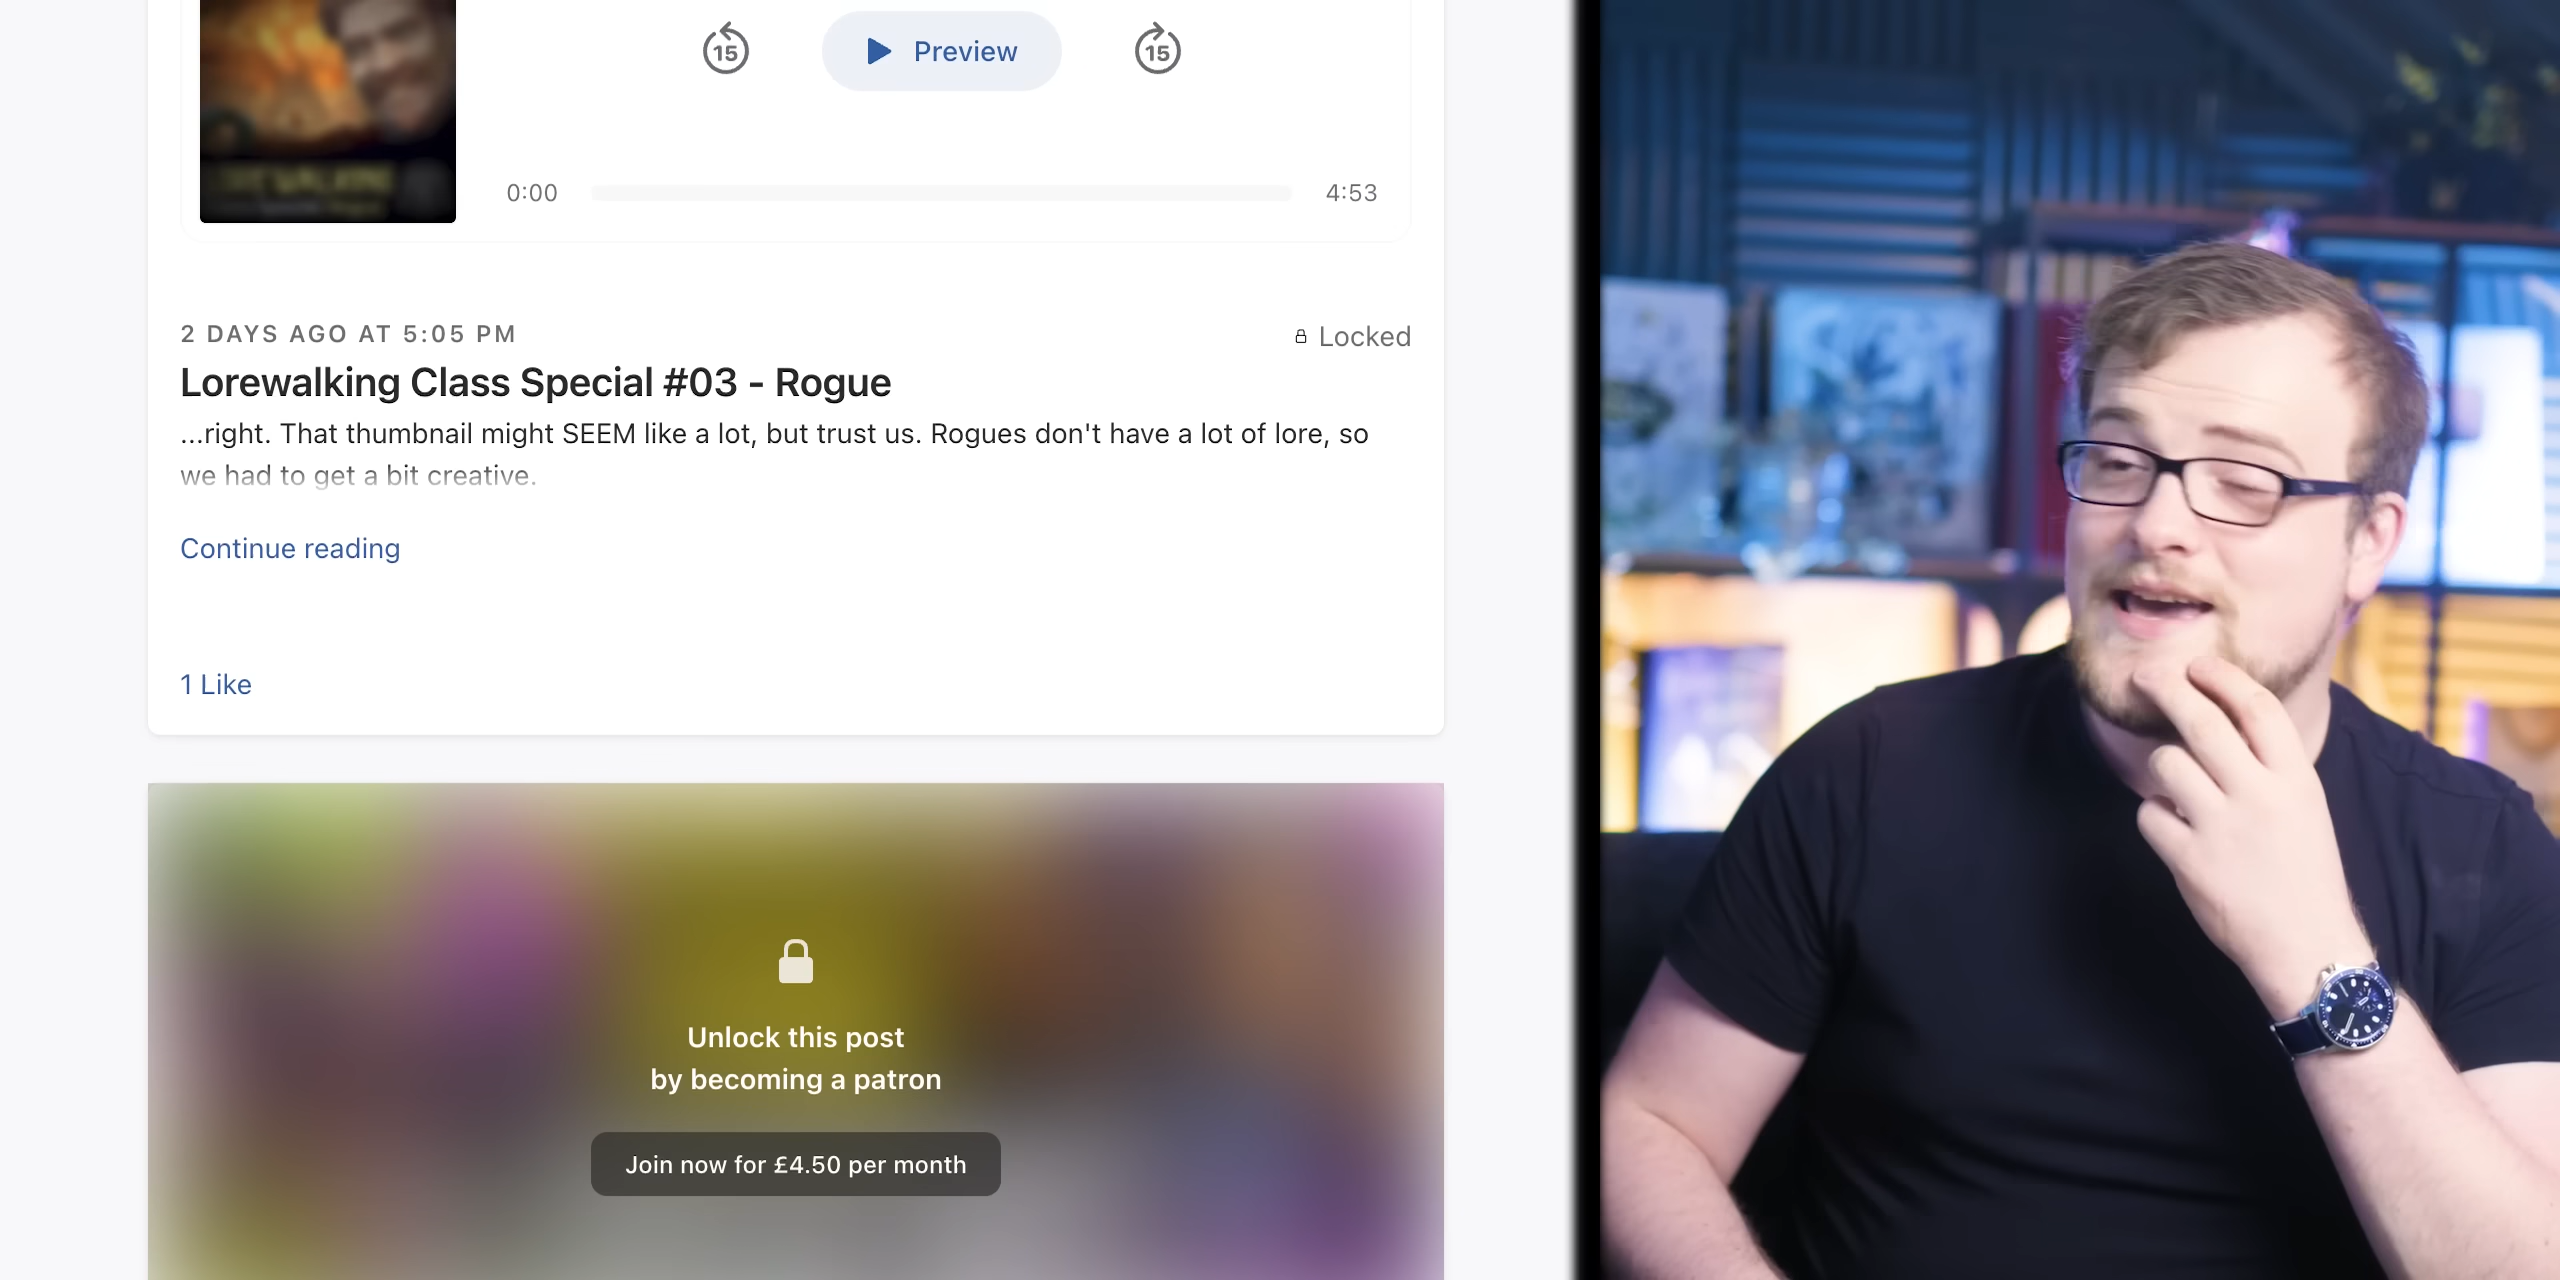 15
Preview
15
0:00
4:53
2 DAYS AGO AT 5:05 PM
Locked
Lorewalking Class Special #03 - Rogue
...right. That thumbnail might SEEM like a lot, but trust us. Rogues don't have a lot of lore, so
we had to get a bit creative.
Continue reading
1 Like
Unlock this post
by becoming a patron
Join now for £4.50 per month